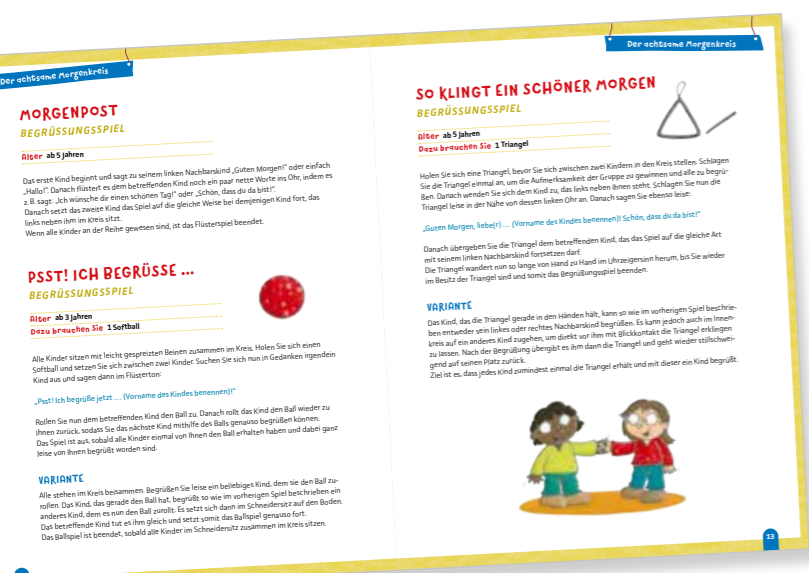 Der achtsame Morgenkreis
MORGENPOST
BEGRÜSSUNGSSPIEL
Alter ab 5 Jahren
Das erste Kind beginnt und sagt zu seinem linken Nachbarskind „Guten Morgen!" oder einfach
„Hallo!". Danach flüstert es dem betreffenden Kind noch ein paar nette Worte ins Ohr, indem es
z. B. sagt: „Ich wünsche dir einen schönen Tag!" oder „Schön, dass du da bist!".
Danach setzt das zweite Kind das Spiel auf die gleiche Weise bei demjenigen Kind fort, das
links neben ihm im Kreis sitzt.
Wenn alle Kinder an der Reihe gewesen sind, ist das Flüsterspiel beendet.
PSST! ICH BEGRÜSSE ...
BEGRÜSSUNGSSPIEL
Alter ab 3 Jahren
Dazu brauchen Sie 1 Softball
Alle Kinder sitzen mit leicht gespreizten Beinen zusammen im Kreis. Holen Sie sich einen
Softball und setzen Sie sich zwischen zwei Kinder. Suchen Sie sich nun in Gedanken irgendein
Kind aus und sagen dann im Flüsterton:
„Psst! Ich begrüße jetzt ... (Vorname des Kindes benennen)!"
Rollen Sie nun dem betreffenden Kind den Ball zu. Danach rollt das Kind den Ball wieder zu
Ihnen zurück, sodass Sie das nächste Kind mithilfe des Balls genauso begrüßen können.
Das Spiel ist aus, sobald alle Kinder einmal von Ihnen den Ball erhalten haben und dabei ganz
leise von Ihnen begrüßt worden sind.
VARIANTE
Alle stehen im Kreis beisammen. Begrüßen Sie leise ein beliebiges Kind, dem sie den Ball zu-
rollen. Das Kind, das gerade den Ball hat, begrüßt so wie im vorherigen Spiel beschrieben ein
anderes Kind, dem es nun den Ball zurollt. Es setzt sich dann im Schneidersitz auf den Boden.
Das betreffende Kind tut es ihm gleich und setzt somit das Ballspiel genauso fort.
Das Ballspiel ist beendet, sobald alle Kinder im Schneidersitz zusammen im Kreis sitzen.
Der achtsame Morgenkreis
SO KLINGT EIN SCHÖNER MORGEN
BEGRÜSSUNGSSPIEL
Alter ab 5 Jahren
Dazu brauchen Sie 1 Triangel
Holen Sie sich eine Triangel, bevor Sie sich zwischen zwei Kindern in den Kreis stellen. Schlagen
Sie die Triangel einmal an, um die Aufmerksamkeit der Gruppe zu gewinnen und alle zu begrü-
ßen. Danach wenden Sie sich dem Kind zu, das links neben Ihnen steht. Schlagen Sie nun die
Triangel leise in der Nähe von dessen linken Ohr an. Danach sagen Sie ebenso leise:
„Guten Morgen, liebe(r) ... (Vorname des Kindes benennen)! Schön, dass du da bist!"
Danach übergeben Sie die Triangel dem betreffenden Kind, das das Spiel auf die gleiche Art
mit seinem linken Nachbarskind fortsetzen darf.
Die Triangel wandert nun so lange von Hand zu Hand im Uhrzeigersinn herum, bis Sie wieder
im Besitz der Triangel sind und somit das Begrüßungsspiel beenden.
VARIANTE
Das Kind, das die Triangel gerade in den Händen hält, kann so wie im vorherigen Spiel beschrie-
ben entweder sein linkes oder rechtes Nachbarskind begrüßen. Es kann jedoch auch im Innen-
kreis auf ein anderes Kind zugehen, um direkt vor ihm mit Blickkontakt die Triangel erklingen
zu lassen. Nach der Begrüßung übergibt es ihm dann die Triangel und geht wieder stillschwei-
gend auf seinen Platz zurück.
Ziel ist es, dass jedes Kind zumindest einmal die Triangel erhält und mit dieser ein Kind begrüßt.
13